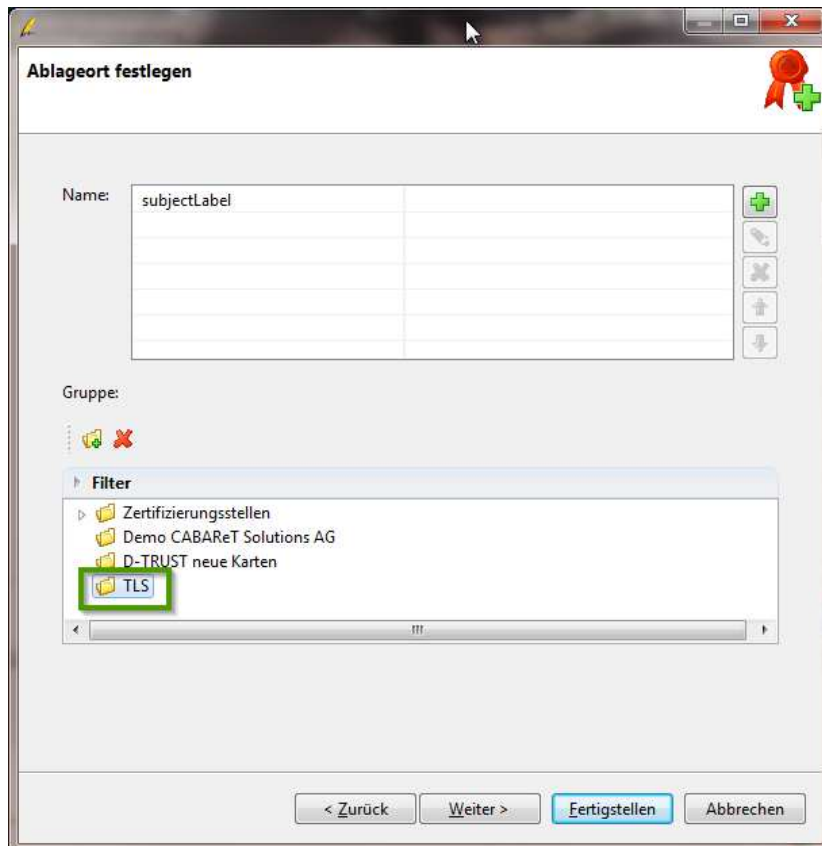 Ablageort festlegen
Name:
subjectLabel
Gruppe:
Filter
Zertifizierungsstellen
Demo CABAReT Solutions AG
D-TRUST neue Karten
TLS
< Zurück Weiter > Fertigstellen Abbrechen